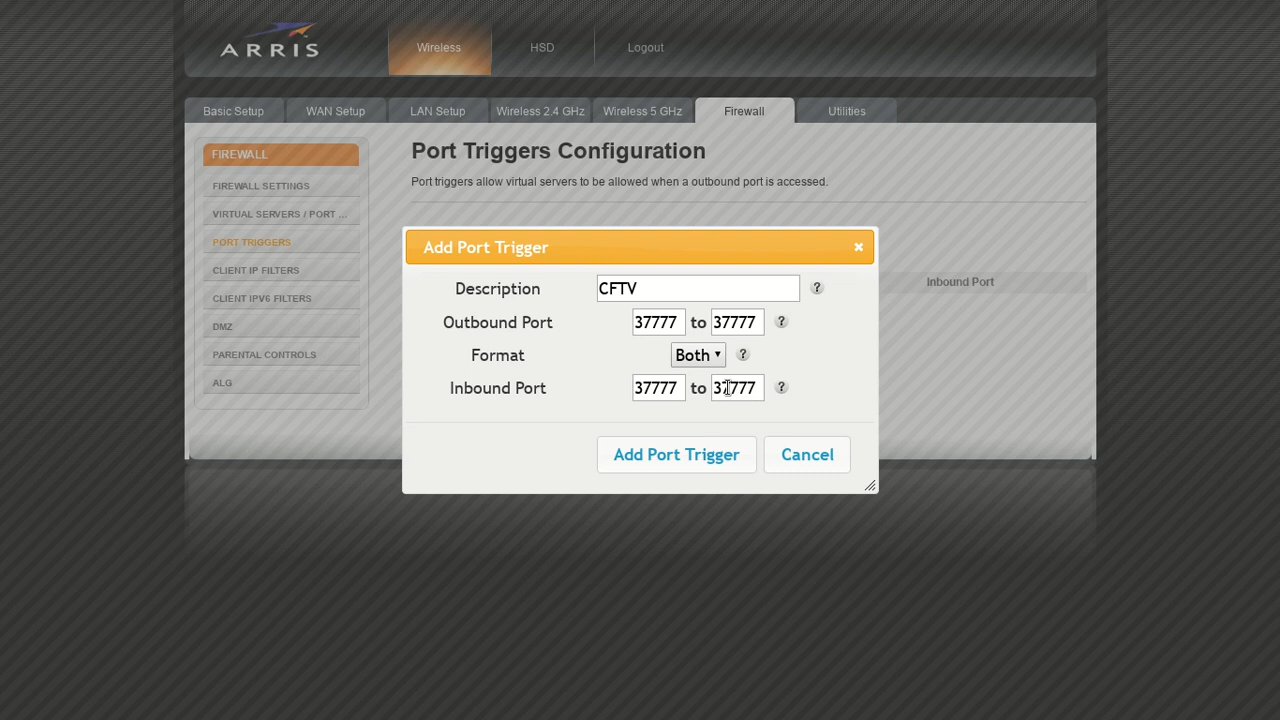 ARRIS
Wireless HSD Logout
Basic Setup WAN Setup LAN Setup Wireless 2.4 GHz Wireless 5 GHz Firewall Utilities
FIREWALL
FIREWALL SETTINGS
VIRTUAL SERVERS / PORT ...
PORT TRIGGERS
CLIENT IP FILTERS
CLIENT IPV6 FILTERS
DMZ
PARENTAL CONTROLS
ALG
Port Triggers Configuration
Port triggers allow virtual servers to be allowed when a outbound port is accessed.
Inbound Port
Add Port Trigger
Description CFTV ?
Outbound Port 37777 to 37777 ?
Format Both ?
Inbound Port 37777 to 37777 ?
Add Port Trigger Cancel